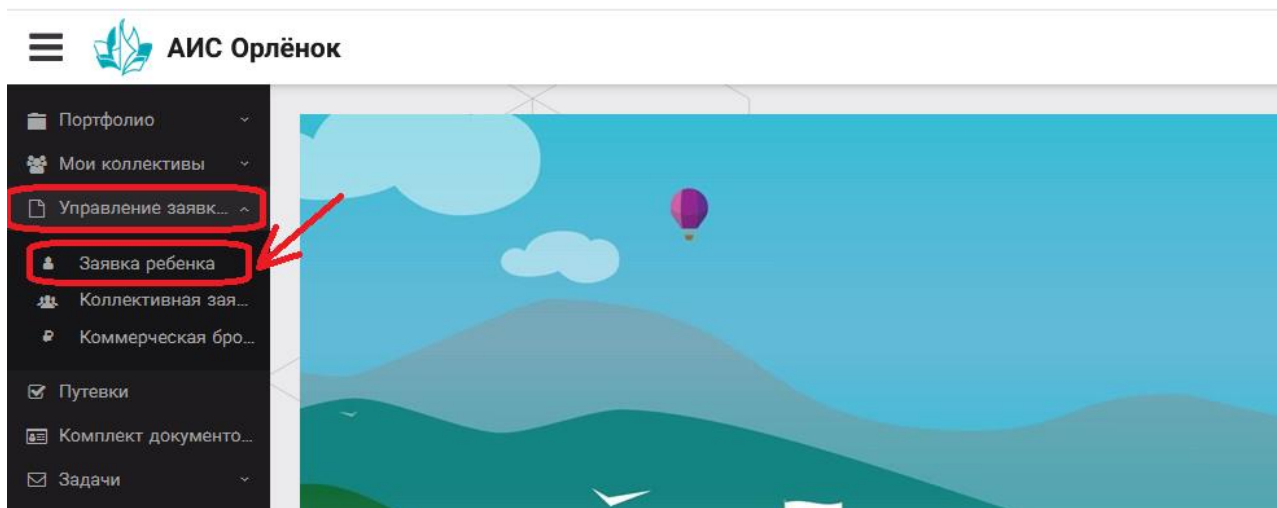 АИС Орлёнок
Портфолио
Мои коллективы
Управление заявк...
Заявка ребенка
Коллективная зая...
Коммерческая бро...
Путевки
Комплект документо...
Задачи